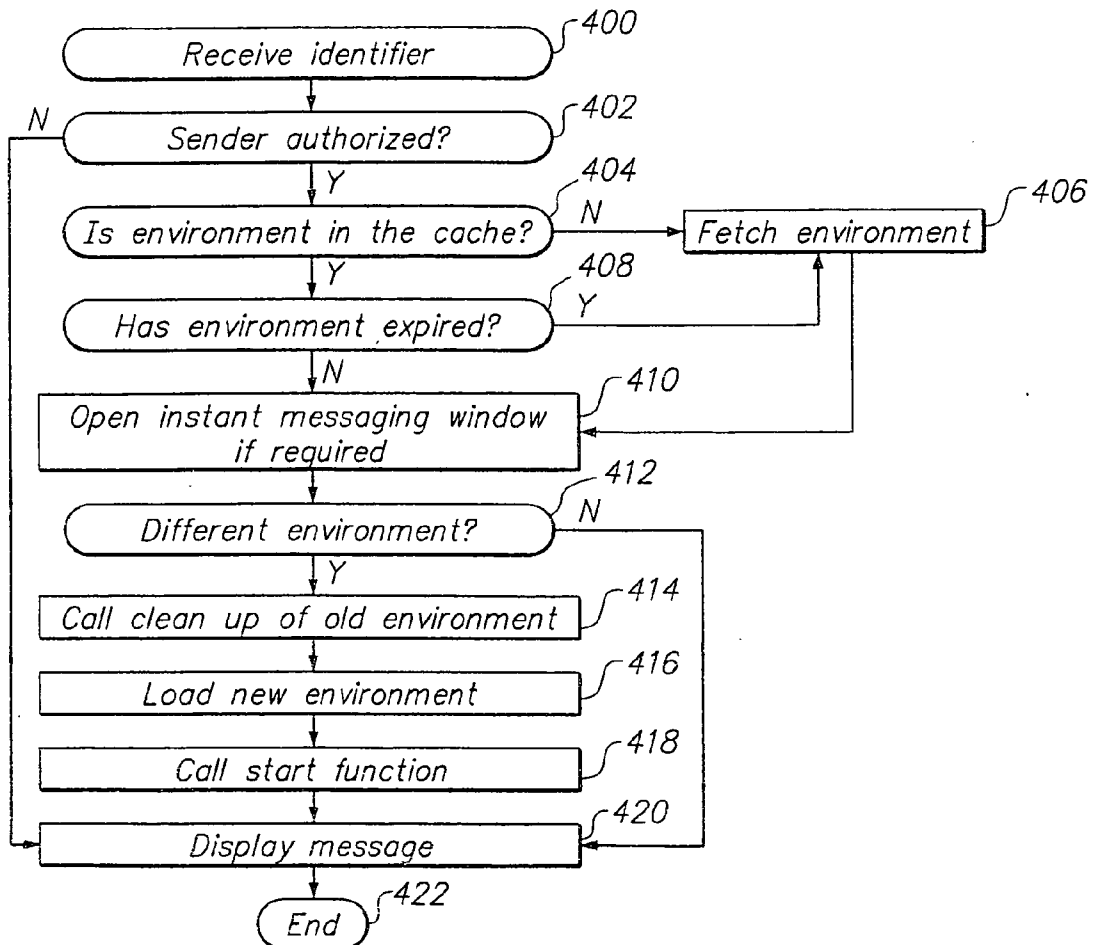 400
Receive identifier
402
N
Sender authorized?
Y
404
N
406
Is environment in the cache?
Fetch environment
Y
408
Y
Has environment expired?
N
410
Open instant messaging window
if required
412
N
Different environment?
Y
414
Call clean up of old environment
416
Load new environment
418
Call start function
420
Display message
422
End